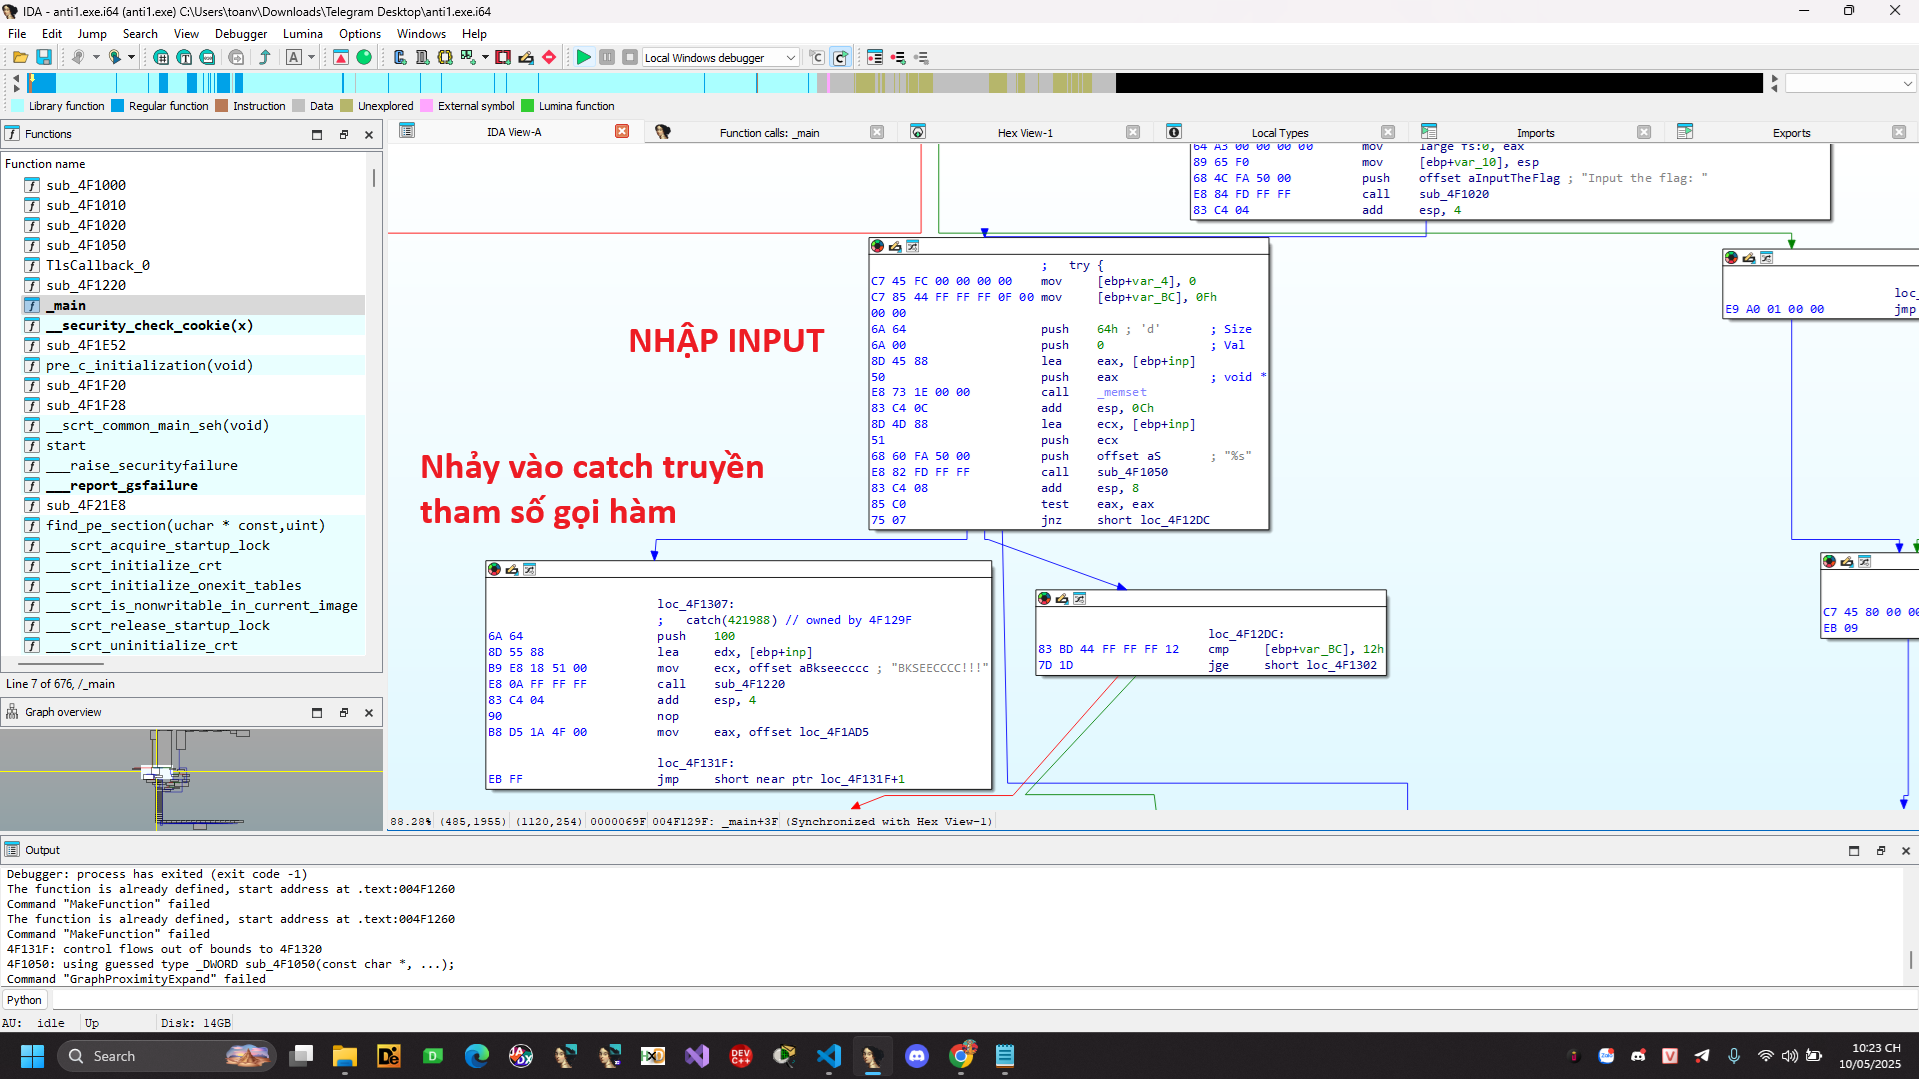 IDA - anti1.exe.i64 (anti1.exe) C:\Users\toanv\Downloads\Telegram Desktop\anti1.exe.i64
File Edit Jump Search View Debugger Lumina Options Windows Help
Local Windows debugger
Library function Regular function Instruction Data Unexplored External symbol Lumina function
Functions
Function name
sub_4F1000
sub_4F1010
sub_4F1020
sub_4F1050
TlsCallback_0
sub_4F1220
_main
__security_check_cookie(x)
sub_4F1E52
pre_c_initialization(void)
sub_4F1F20
sub_4F1F28
__scrt_common_main_seh(void)
start
___raise_securityfailure
___report_gsfailure
sub_4F21E8
find_pe_section(uchar * const,uint)
___scrt_acquire_startup_lock
___scrt_initialize_crt
___scrt_initialize_onexit_tables
___scrt_is_nonwritable_in_current_image
___scrt_release_startup_lock
___scrt_uninitialize_crt
Line 7 of 676, /_main
Graph overview
IDA View-A Function calls: _main Hex View-1 Local Types Imports Exports
64 A3 00 00 00 00 mov large fs:0, eax
89 65 F0 mov [ebp+var_10], esp
68 4C FA 50 00 push offset aInputTheFlag ; "Input the flag: "
E8 84 FD FF FF call sub_4F1020
83 C4 04 add esp, 4
; try {
C7 45 FC 00 00 00 00 mov [ebp+var_4], 0
C7 85 44 FF FF FF 0F 00 mov [ebp+var_BC], 0Fh
00 00
6A 64 push 64h ; 'd' ; Size
6A 00 push 0 ; Val
8D 45 88 lea eax, [ebp+inp]
50 push eax ; void *
E8 73 1E 00 00 call _memset
83 C4 0C add esp, 0Ch
8D 4D 88 lea ecx, [ebp+inp]
51 push ecx
68 60 FA 50 00 push offset aS ; "%s"
E8 82 FD FF FF call sub_4F1050
83 C4 08 add esp, 8
85 C0 test eax, eax
75 07 jnz short loc_4F12DC
NHẬP INPUT
Nhảy vào catch truyền
tham số gọi hàm
loc_4F1307:
; catch(421988) // owned by 4F129F
6A 64 push 100
8D 55 88 lea edx, [ebp+inp]
B9 E8 18 51 00 mov ecx, offset aBkseecccc ; "BKSEECCCC!!!"
E8 0A FF FF FF call sub_4F1220
83 C4 04 add esp, 4
90 nop
B8 D5 1A 4F 00 mov eax, offset loc_4F1AD5
loc_4F131F:
EB FF jmp short near ptr loc_4F131F+1
loc_4F12DC:
83 BD 44 FF FF FF 12 cmp [ebp+var_BC], 12h
7D 1D jge short loc_4F1302
loc_
E9 A0 01 00 00 jmp
C7 45 80 00 00
EB 09
88.28% (485,1955) (1120,254) 0000069F 004F129F: _main+3F (Synchronized with Hex View-1)
Output
Debugger: process has exited (exit code -1)
The function is already defined, start address at .text:004F1260
Command "MakeFunction" failed
The function is already defined, start address at .text:004F1260
Command "MakeFunction" failed
4F131F: control flows out of bounds to 4F1320
4F1050: using guessed type _DWORD sub_4F1050(const char *, ...);
Command "GraphProximityExpand" failed
Python
AU: idle Up Disk: 14GB
Search
10:23 CH
10/05/2025